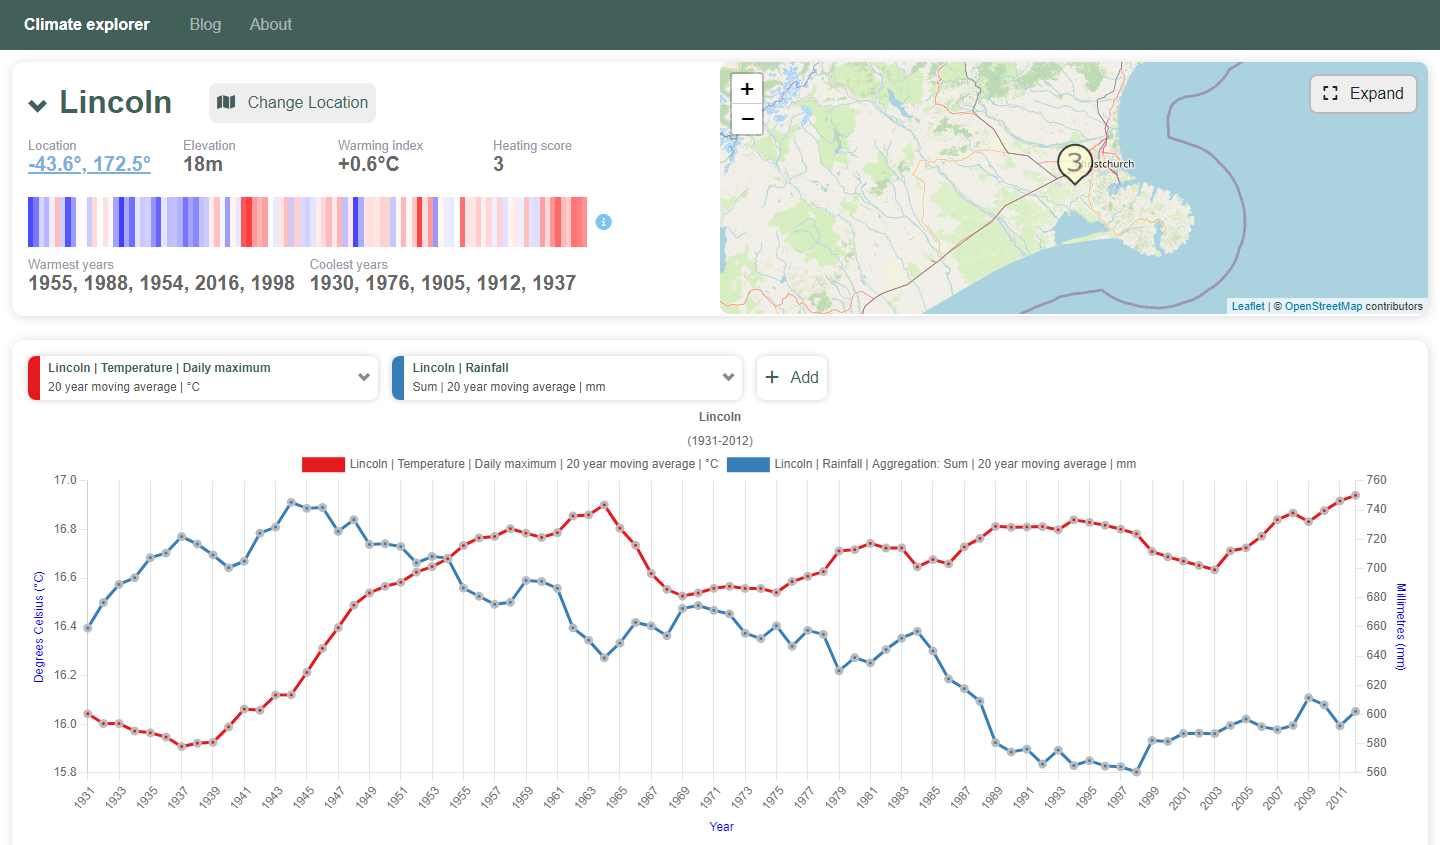 Climate explorer Blog About
Lincoln Change Location
Location Elevation Warming index Heating score
-43.6°, 172.5° 18m +0.6°C 3
Warmest years Coolest years
1955, 1988, 1954, 2016, 1998 1930, 1976, 1905, 1912, 1937
+
−
Expand
3
stchurch
Leaflet | © OpenStreetMap contributors
Lincoln | Temperature | Daily maximum
20 year moving average | °C
Lincoln | Rainfall
Sum | 20 year moving average | mm
+ Add
Lincoln
(1931-2012)
Lincoln | Temperature | Daily maximum | 20 year moving average | °C Lincoln | Rainfall | Aggregation: Sum | 20 year moving average | mm
Degrees Celsius (°C)
17.0
16.8
16.6
16.4
16.2
16.0
15.8
760
740
720
700
680
660
640
620
600
580
560
Millimetres (mm)
1931 1933 1935 1937 1939 1941 1943 1945 1947 1949 1951 1953 1955 1957 1959 1961 1963 1965 1967 1969 1971 1973 1975 1977 1979 1981 1983 1985 1987 1989 1991 1993 1995 1997 1999 2001 2003 2005 2007 2009 2011
Year